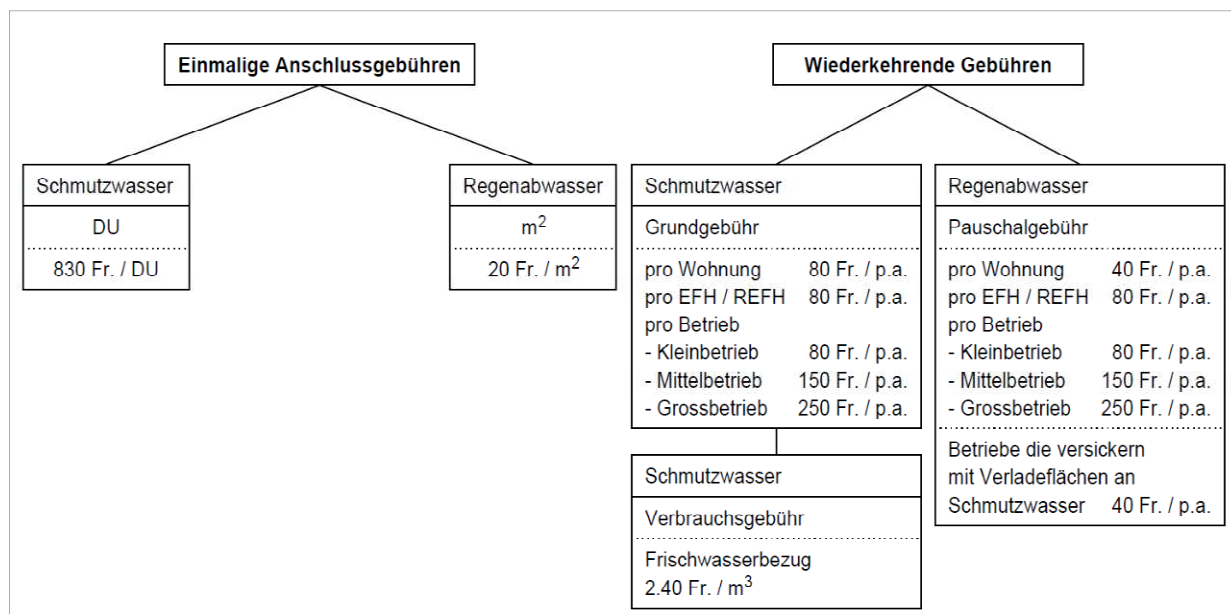 Einmalige Anschlussgebühren
Schmutzwasser
DU
830 Fr. / DU
Regenabwasser
m²
20 Fr. / m²
Wiederkehrende Gebühren
Schmutzwasser
Grundgebühr
pro Wohnung 80 Fr. / p.a.
pro EFH / REFH 80 Fr. / p.a.
pro Betrieb
- Kleinbetrieb 80 Fr. / p.a.
- Mittelbetrieb 150 Fr. / p.a.
- Grossbetrieb 250 Fr. / p.a.
Schmutzwasser
Verbrauchsgebühr
Frischwasserbezug
2.40 Fr. / m³
Regenabwasser
Pauschalgebühr
pro Wohnung 40 Fr. / p.a.
pro EFH / REFH 80 Fr. / p.a.
pro Betrieb
- Kleinbetrieb 80 Fr. / p.a.
- Mittelbetrieb 150 Fr. / p.a.
- Grossbetrieb 250 Fr. / p.a.
Betriebe die versickern
mit Verladeflächen an
Schmutzwasser 40 Fr. / p.a.